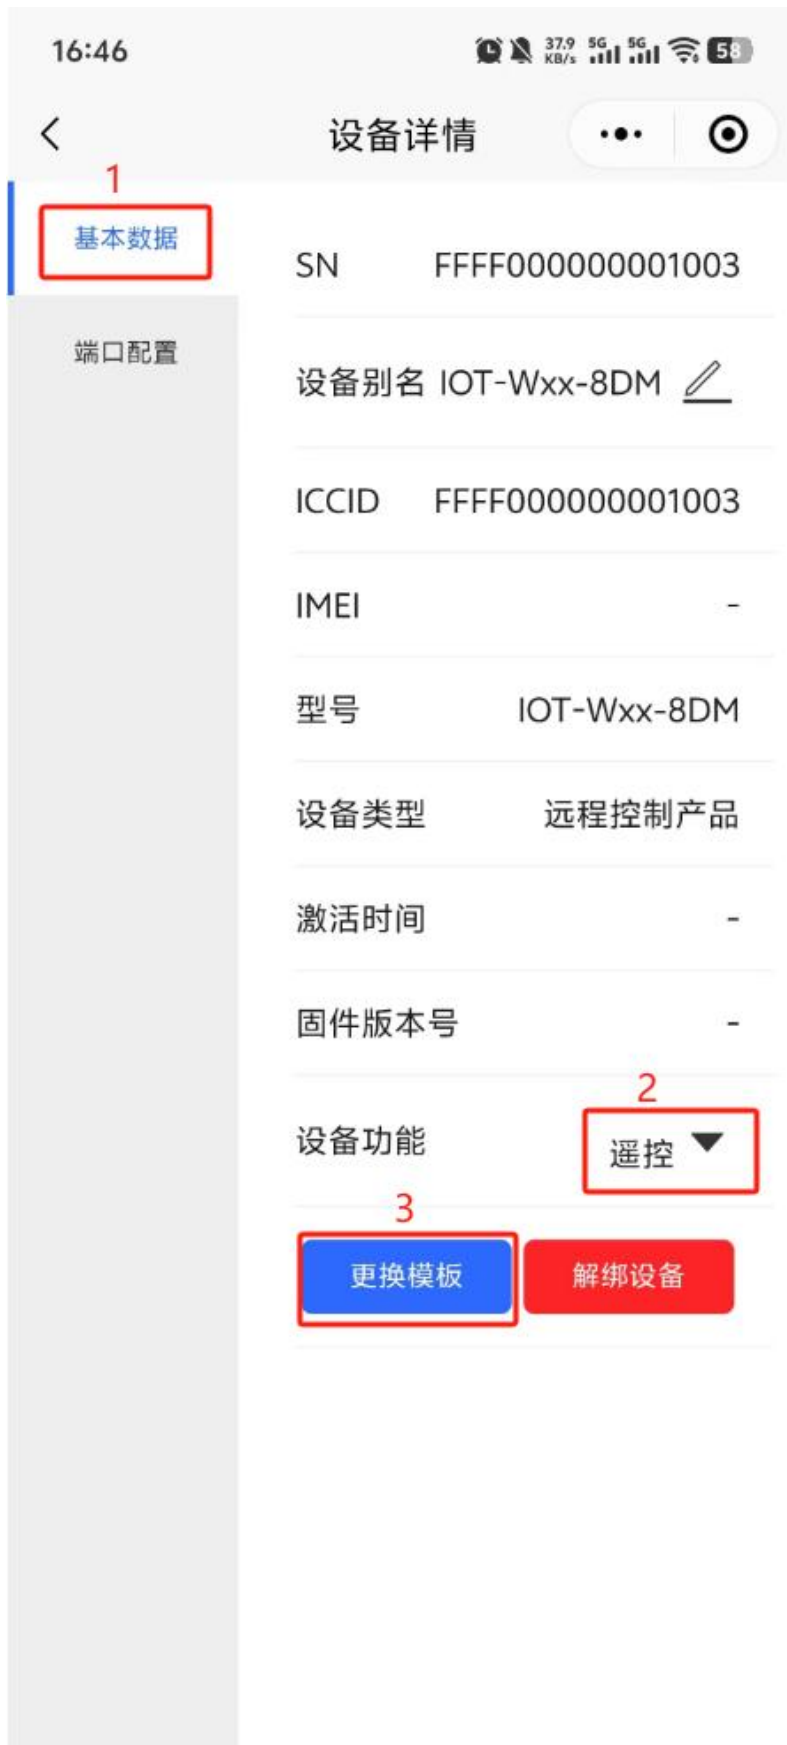 16:46 37.9 KB/s 5G 5G 58
设备详情
1
基本数据
端口配置
SN FFFF000000001003
设备别名 IOT-Wxx-8DM
ICCID FFFF000000001003
IMEI -
型号 IOT-Wxx-8DM
设备类型 远程控制产品
激活时间 -
固件版本号 -
2
设备功能 遥控
3
更换模板 解绑设备